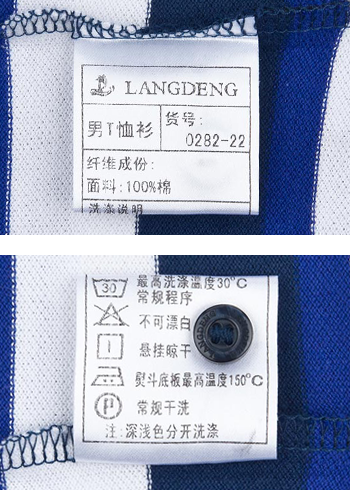 LANGDENG
男T恤衫
货号:
0282-22
纤维成份:
面料:100%棉
洗涤说明
30
最高洗涤温度30℃
常规程序
不可漂白
悬挂晾干
熨斗底板最高温度150℃
P
常规干洗
注:深浅色分开洗涤
LANGDENG